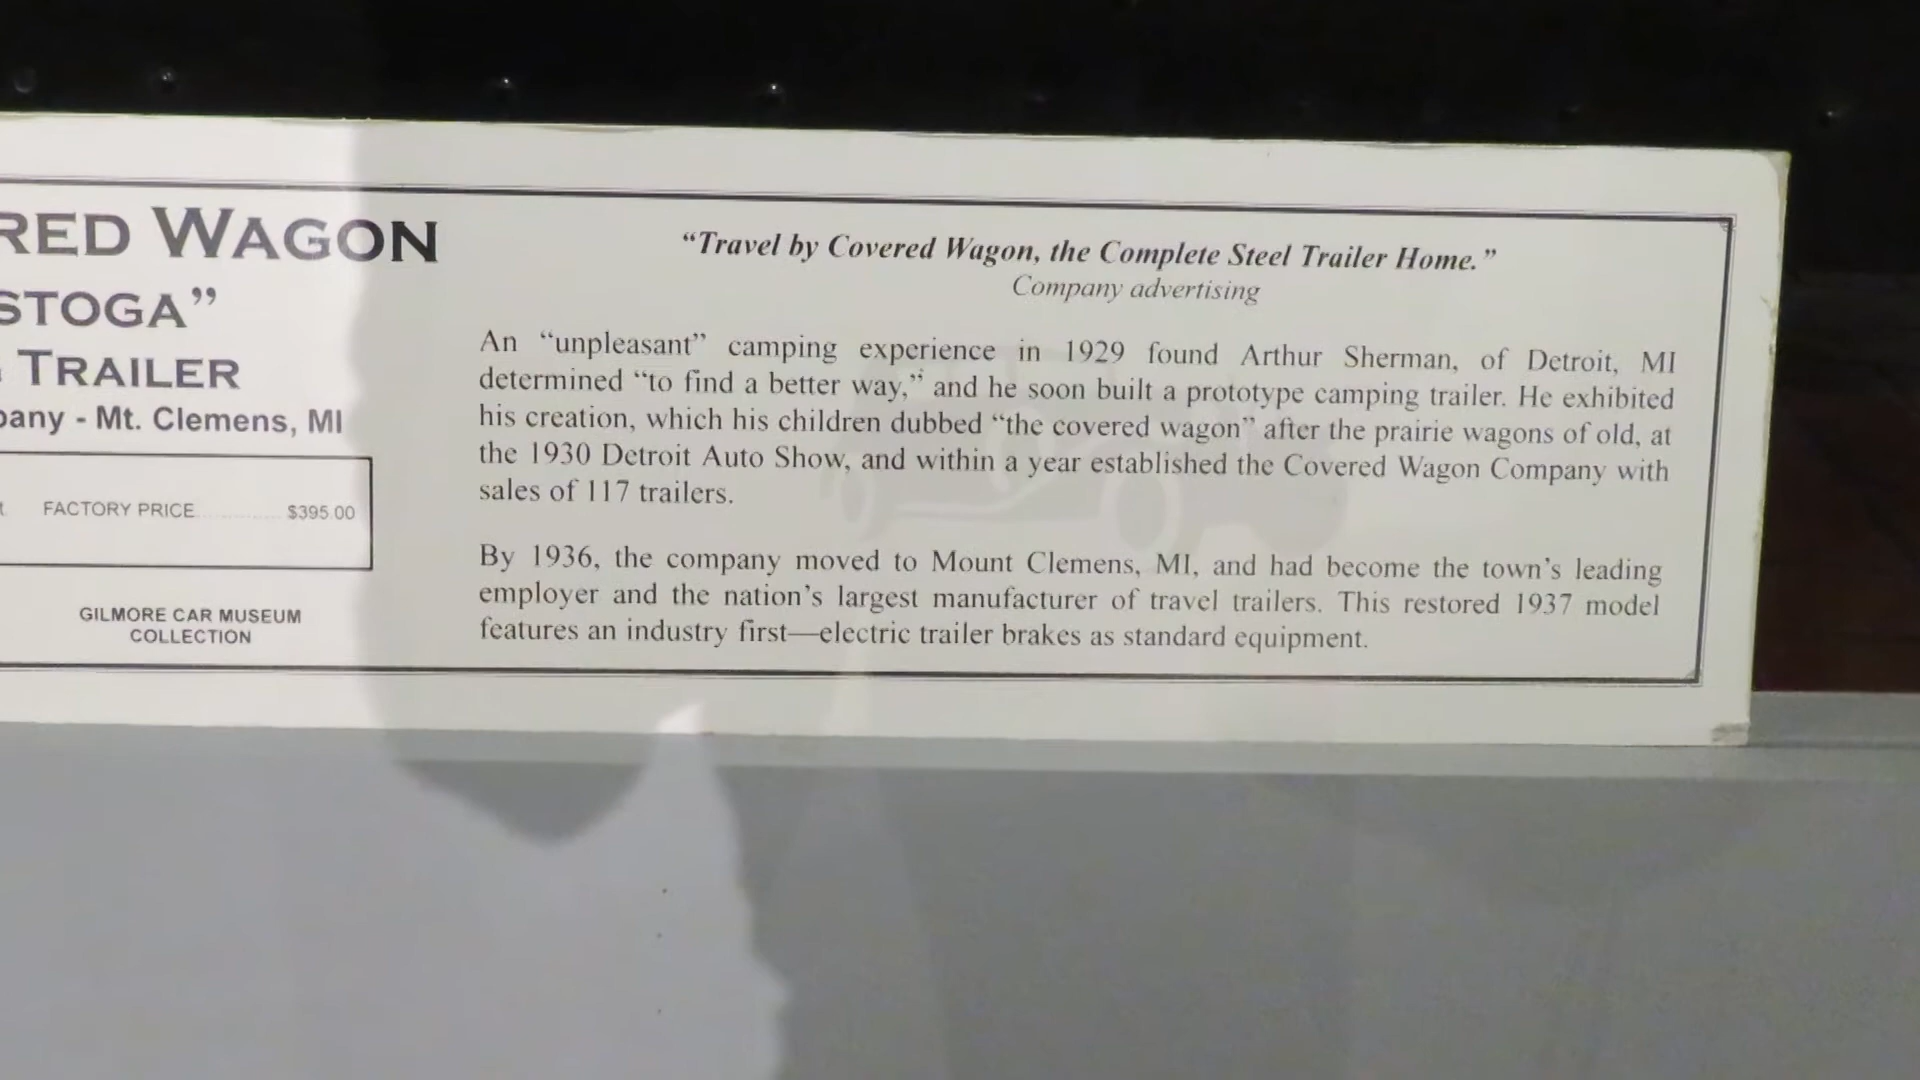 RED WAGON
STOGA”
TRAILER
pany - Mt. Clemens, MI
FACTORY PRICE $395.00
GILMORE CAR MUSEUM
COLLECTION
“Travel by Covered Wagon, the Complete Steel Trailer Home.”
Company advertising
An “unpleasant” camping experience in 1929 found Arthur Sherman, of Detroit, MI
determined “to find a better way,” and he soon built a prototype camping trailer. He exhibited
his creation, which his children dubbed “the covered wagon” after the prairie wagons of old, at
the 1930 Detroit Auto Show, and within a year established the Covered Wagon Company with
sales of 117 trailers.
By 1936, the company moved to Mount Clemens, MI, and had become the town’s leading
employer and the nation’s largest manufacturer of travel trailers. This restored 1937 model
features an industry first—electric trailer brakes as standard equipment.